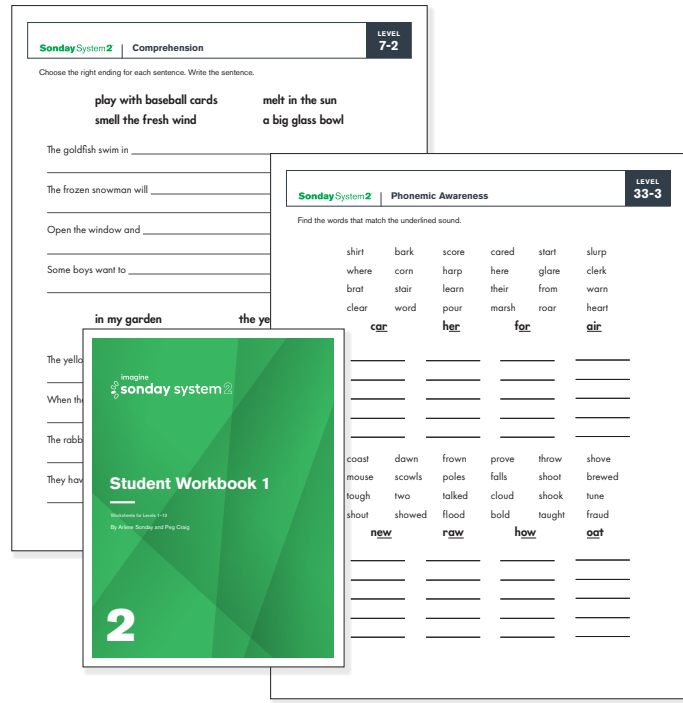 Sonday System 2 | Comprehension
LEVEL
7-2
Choose the right ending for each sentence. Write the sentence.
play with baseball cards melt in the sun
smell the fresh wind a big glass bowl
The goldfish swim in
The frozen snowman will
Open the window and
Some boys want to
in my garden the ye
The yello
When the
The rabb
They hav
Sonday System 2 | Phonemic Awareness
LEVEL
33-3
Find the words that match the underlined sound.
shirt bark score cared start slurp
where corn harp here glare clerk
brat stair learn their from warn
clear word pour marsh roar heart
car her for air
coast dawn frown prove throw shove
mouse scowls poles falls shoot brewed
tough two talked cloud shook tune
shout showed flood bold taught fraud
new raw how oat
imagine
sonday system 2
Student Workbook 1
Worksheets for Levels 1–12
By Arlene Sonday and Peg Craig
2